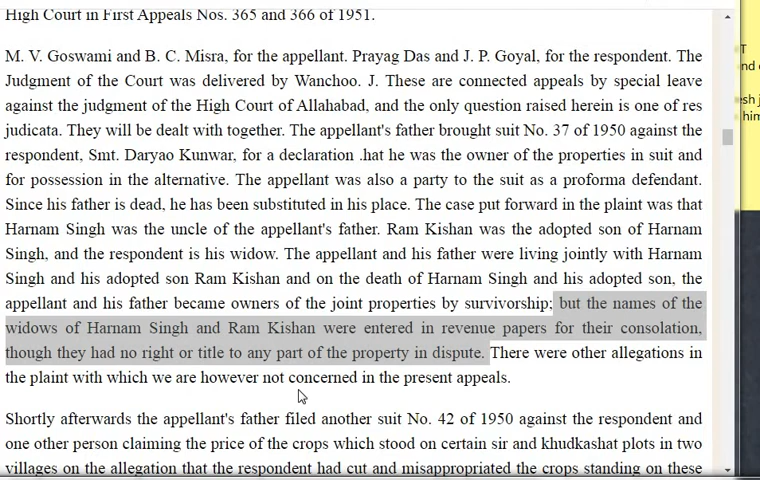 High Court in First Appeals Nos. 365 and 366 of 1951.
M. V. Goswami and B. C. Misra, for the appellant. Prayag Das and J. P. Goyal, for the respondent. The
Judgment of the Court was delivered by Wanchoo. J. These are connected appeals by special leave
against the judgment of the High Court of Allahabad, and the only question raised herein is one of res
judicata. They will be dealt with together. The appellant's father brought suit No. 37 of 1950 against the
respondent, Smt. Daryao Kunwar, for a declaration .hat he was the owner of the properties in suit and
for possession in the alternative. The appellant was also a party to the suit as a proforma defendant.
Since his father is dead, he has been substituted in his place. The case put forward in the plaint was that
Harnam Singh was the uncle of the appellant's father. Ram Kishan was the adopted son of Harnam
Singh, and the respondent is his widow. The appellant and his father were living jointly with Harnam
Singh and his adopted son Ram Kishan and on the death of Harnam Singh and his adopted son, the
appellant and his father became owners of the joint properties by survivorship; but the names of the
widows of Harnam Singh and Ram Kishan were entered in revenue papers for their consolation,
though they had no right or title to any part of the property in dispute. There were other allegations in
the plaint with which we are however not concerned in the present appeals.
Shortly afterwards the appellant's father filed another suit No. 42 of 1950 against the respondent and
one other person claiming the price of the crops which stood on certain sir and khudkashat plots in two
villages on the allegation that the respondent had cut and misappropriated the crops standing on these